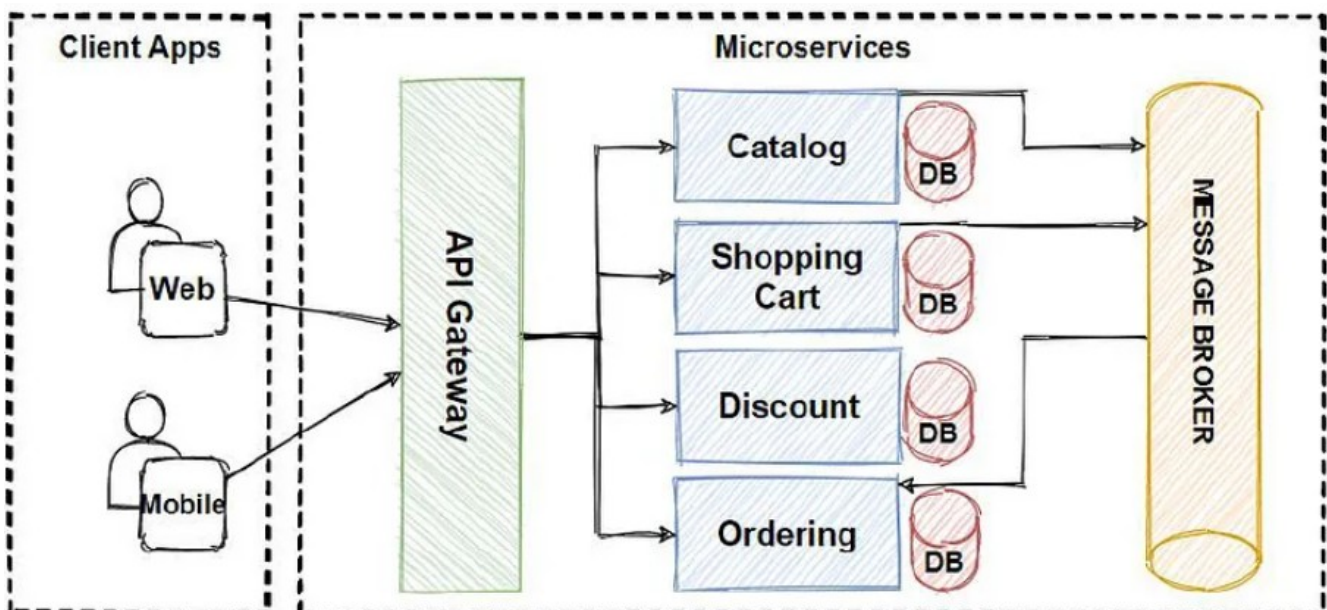 Client Apps
Microservices
Web
Mobile
API Gateway
Catalog
DB
Shopping
Cart
DB
Discount
DB
Ordering
DB
MESSAGE BROKER